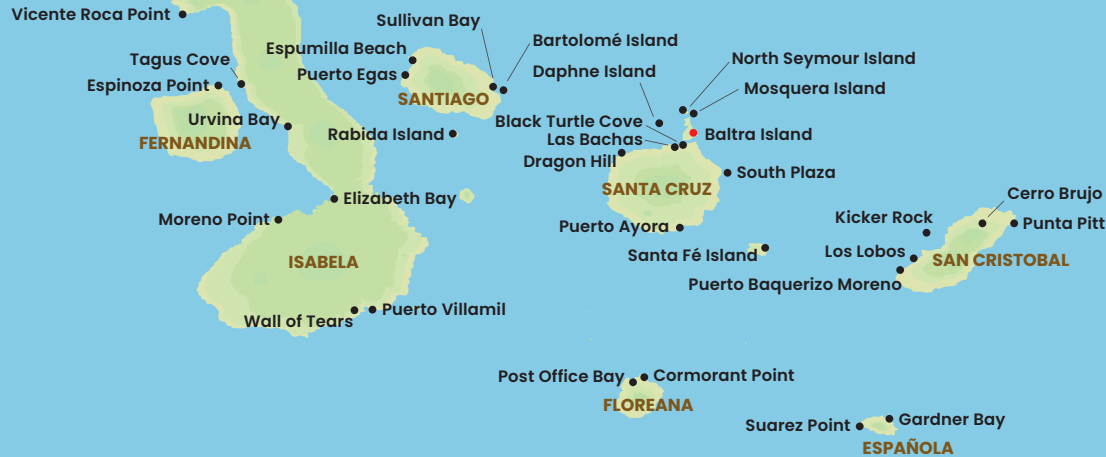 Vicente Roca Point
Sullivan Bay
Bartolomé Island
Espumilla Beach
Tagus Cove
North Seymour Island
Daphne Island
Puerto Egas
Espinoza Point
Mosquera Island
SANTIAGO
Urvina Bay
Black Turtle Cove
Rabida Island
Baltra Island
Las Bachas
FERNANDINA
Dragon Hill
South Plaza
SANTA CRUZ
Elizabeth Bay
Cerro Brujo
Moreno Point
Kicker Rock
Punta Pitt
Puerto Ayora
Los Lobos
Santa Fé Island
ISABELA
SAN CRISTOBAL
Puerto Baquerizo Moreno
Puerto Villamil
Wall of Tears
Post Office Bay
Cormorant Point
FLOREANA
Gardner Bay
Suarez Point
ESPAÑOLA